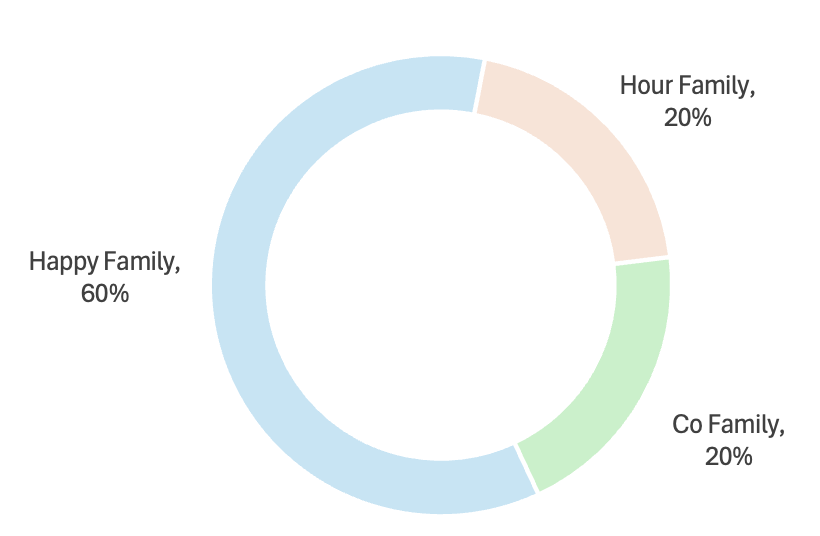 Hour Family,
20%
Happy Family,
60%
Co Family,
20%